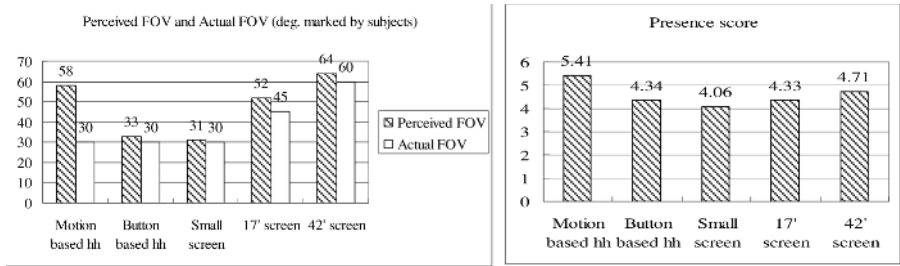 Perceived FOV and Actual FOV (deg. marked by subjects)
70
60
50
40
30
20
10
0
58
30
33
30
31
30
52
45
64
60
Motion based hh
Button based hh
Small screen
17' screen
42' screen
Perceived FOV
Actual FOV
Presence score
6
5
4
3
2
1
0
5.41
4.34
4.06
4.33
4.71
Motion based hh
Button based hh
Small screen
17' screen
42' screen